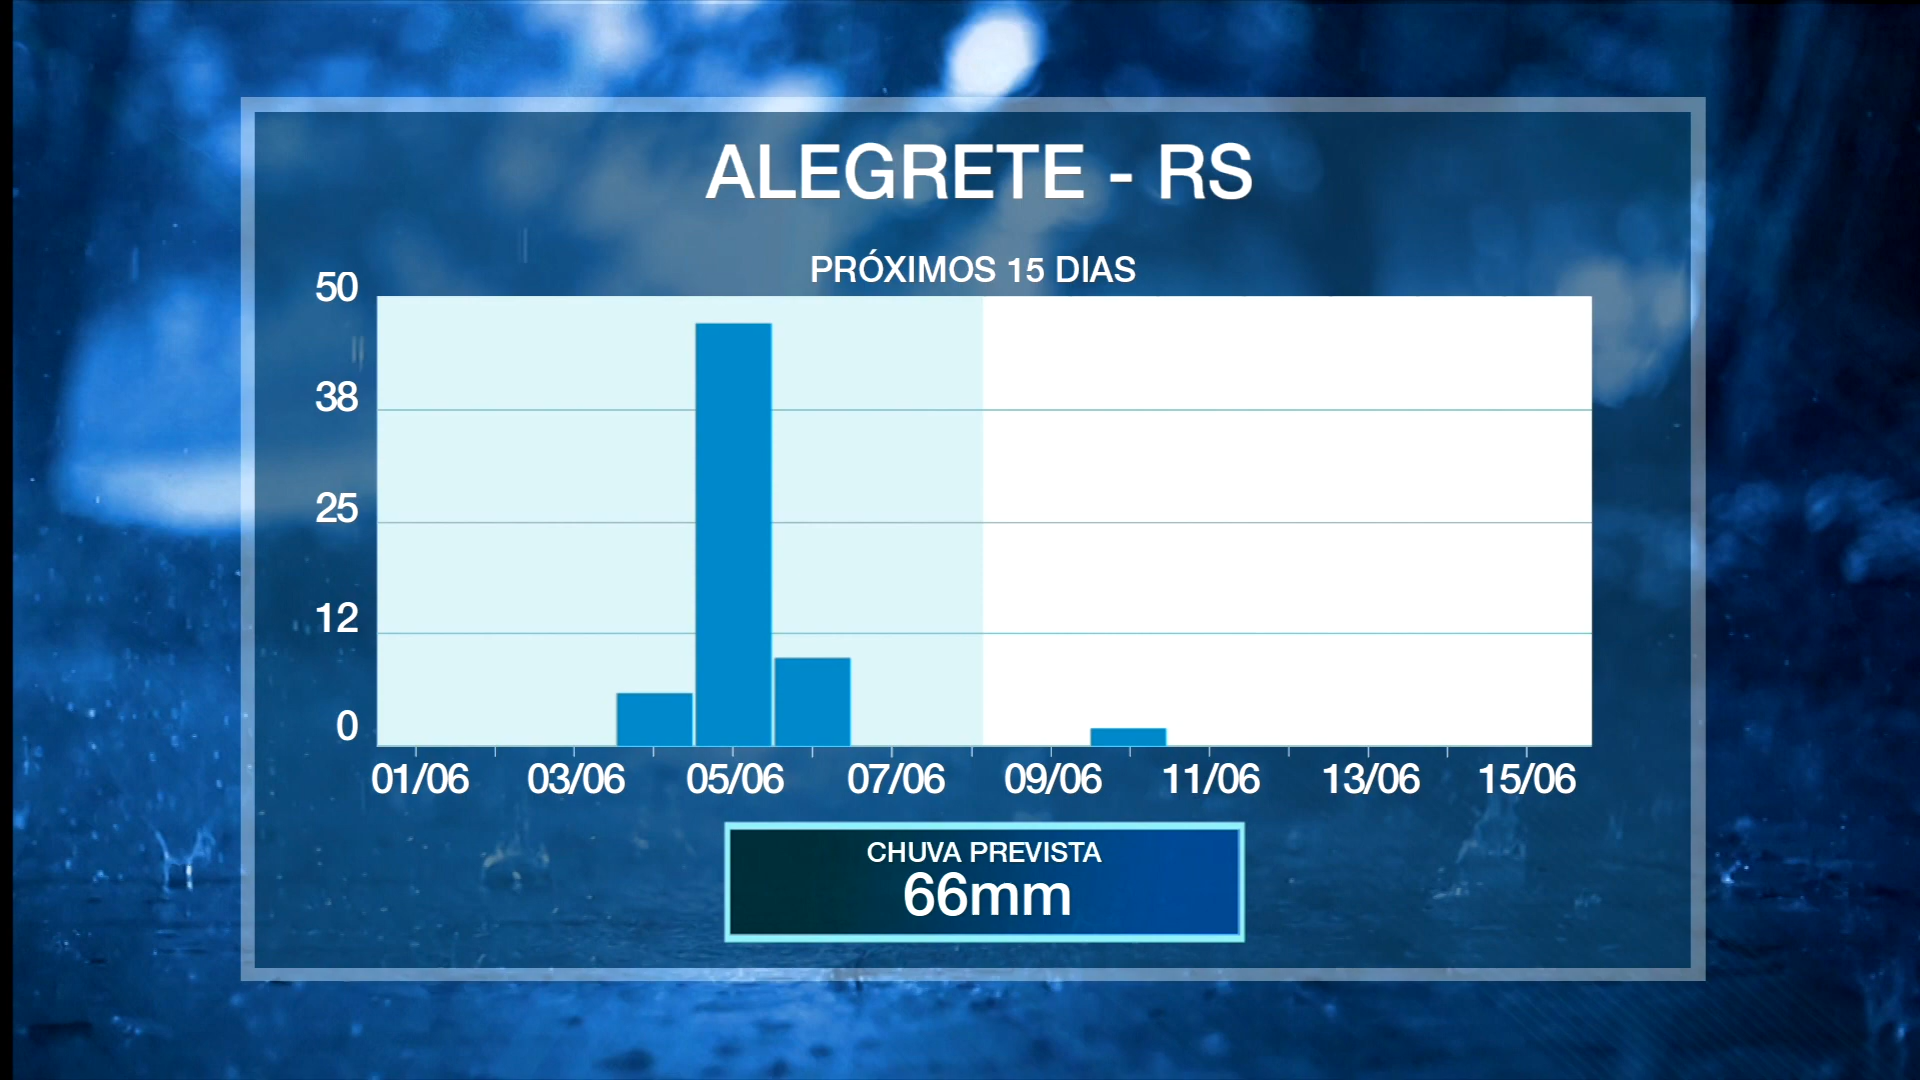 ALEGRETE - RS
PRÓXIMOS 15 DIAS
50
38
25
12
0
01/06 03/06 05/06 07/06 09/06 11/06 13/06 15/06
CHUVA PREVISTA
66mm